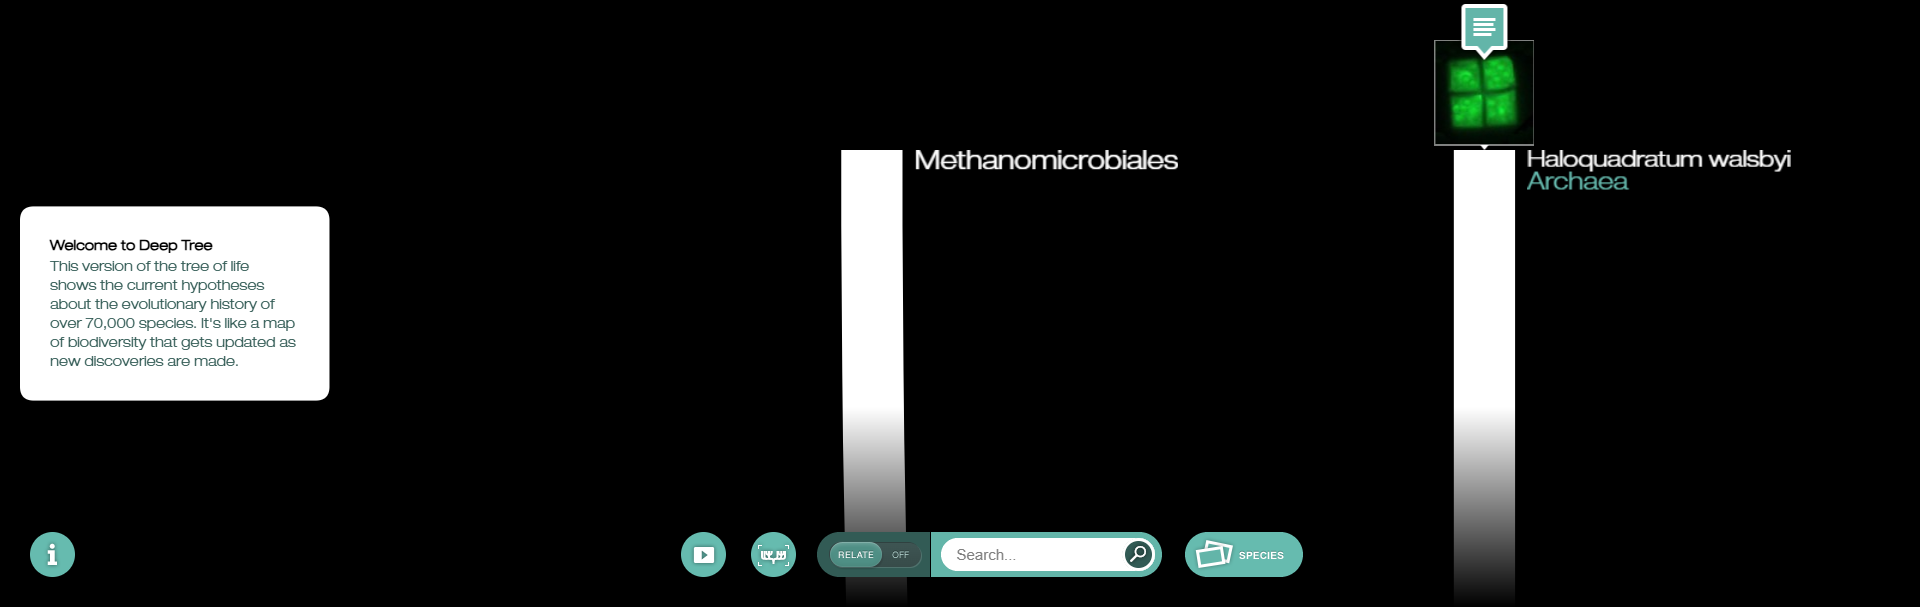 Methanomicrobiales
Haloquadratum walsbyi
Archaea
Welcome to Deep Tree
This version of the tree of life
shows the current hypotheses
about the evolutionary history of
over 70,000 species. It's like a map
of biodiversity that gets updated as
new discoveries are made.
RELATE OFF
Search...
SPECIES